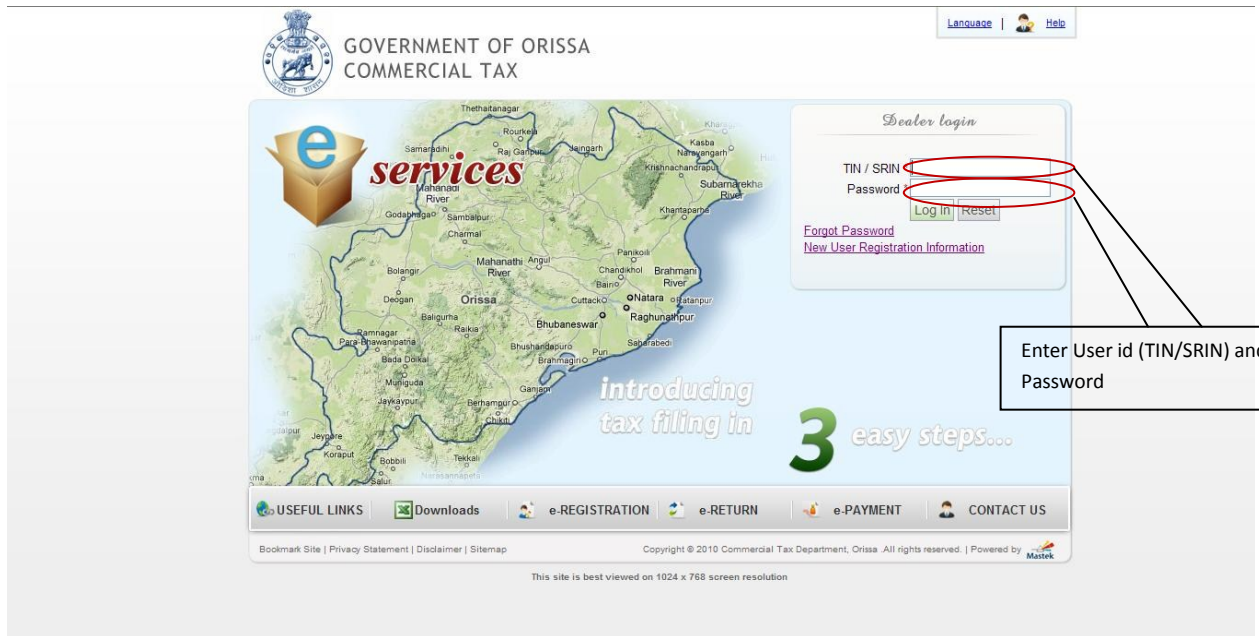 Language | Help
GOVERNMENT OF ORISSA
COMMERCIAL TAX
e
services
Thethaitanagar
Rourkela
Samaradihi
Raj Gangpur
Jaingarh
Kasba
Narayangarh
Krishnachandrapur
Mahanadi
River
Subarnarekha
River
Godabhaga
Sambalpur
Khantaparha
Charmal
Panikoili
Mahanathi
River
Angul
Chandikhol
Brahmani
River
Bolangir
Bairo
Deogan
Orissa
Cuttack
Natara
Ratanpur
Baligurha
Raikia
Bhubaneswar
Raghunathpur
Ramnagar
Para-Bhawanipatna
Bhushandapuro
Puri
Sabarabedi
Bada Dolkal
Brahmagiri
Muniguda
Ganjam
Jaykaypur
Berhampur
Chikiti
Jeypore
Koraput
Bobbili
Tekkali
Salur
Narasannapeta
introducing
tax filing in
3 easy steps...
Dealer login
TIN / SRIN
Password *
Log In Reset
Forgot Password
New User Registration Information
Enter User id (TIN/SRIN) and
Password
USEFUL LINKS Downloads e-REGISTRATION e-RETURN e-PAYMENT CONTACT US
Bookmark Site | Privacy Statement | Disclaimer | Sitemap Copyright © 2010 Commercial Tax Department, Orissa .All rights reserved. | Powered by Mastek
This site is best viewed on 1024 x 768 screen resolution